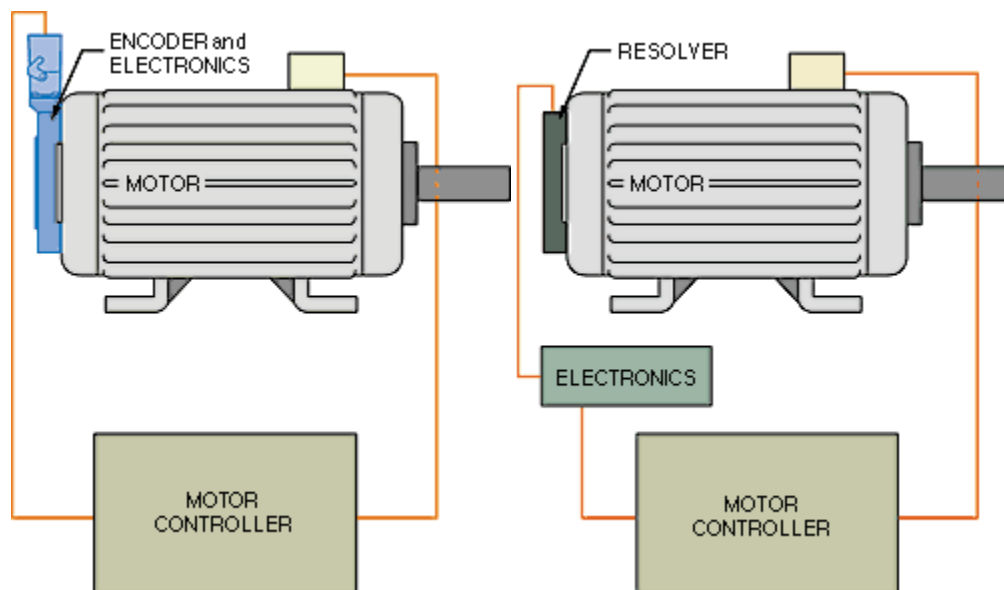 ENCODER and
ELECTRONICS
MOTOR
MOTOR
CONTROLLER
RESOLVER
MOTOR
ELECTRONICS
MOTOR
CONTROLLER